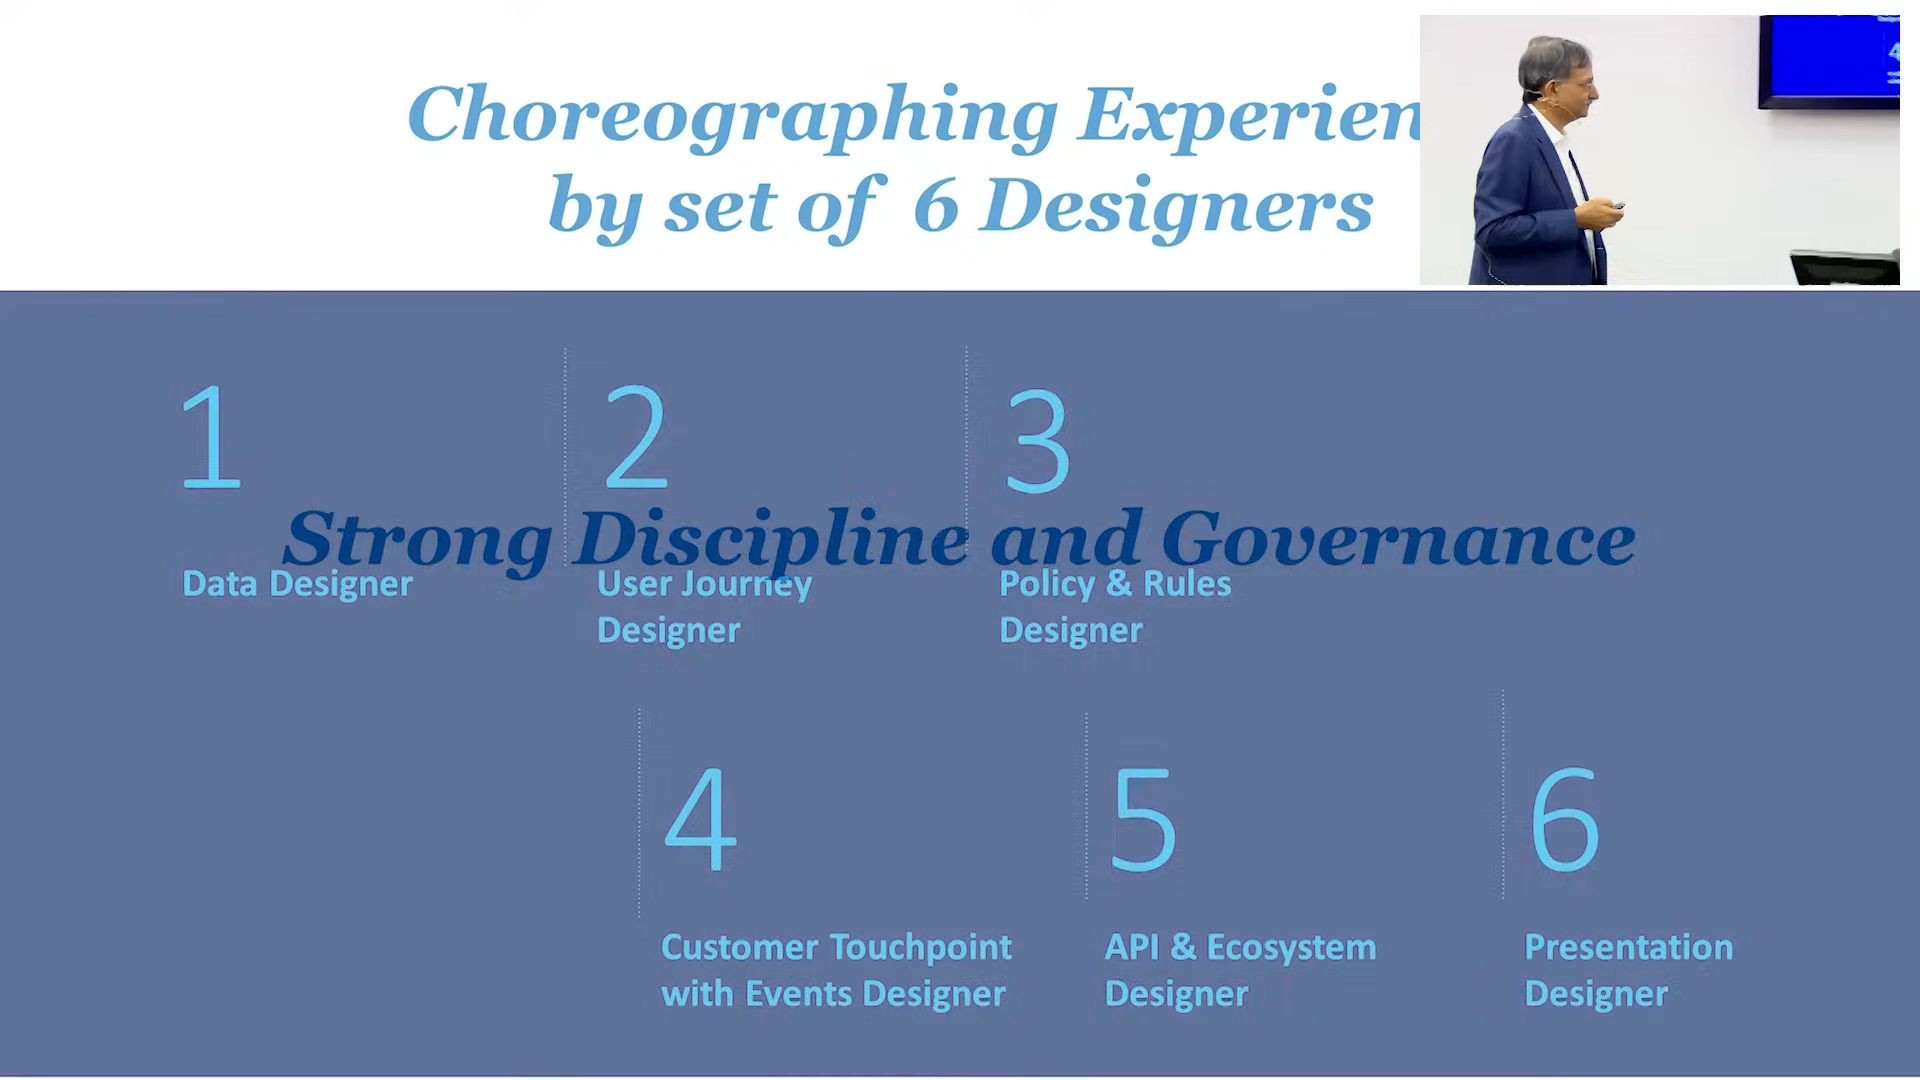 Choreographing Experien
by set of 6 Designers
1
2
3
Strong Discipline and Governance
Data Designer
User Journey
Designer
Policy & Rules
Designer
4
5
6
Customer Touchpoint
with Events Designer
API & Ecosystem
Designer
Presentation
Designer
4